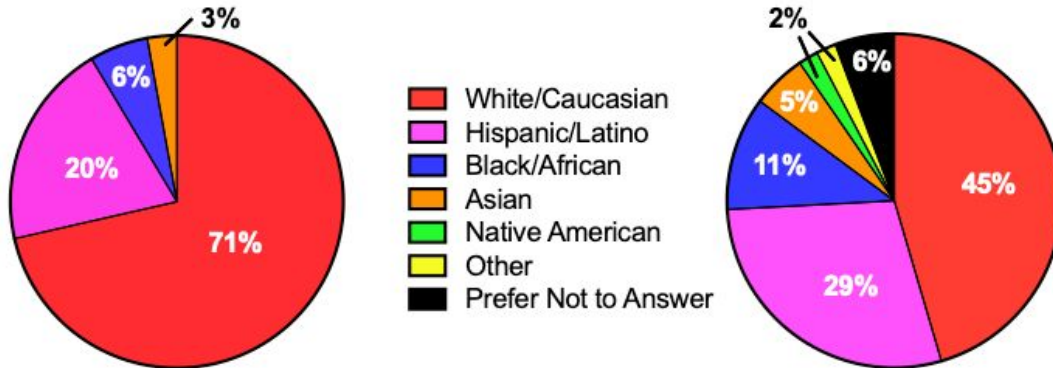 3%
6%
20%
71%
White/Caucasian
Hispanic/Latino
Black/African
Asian
Native American
Other
Prefer Not to Answer
2%
6%
5%
11%
45%
29%